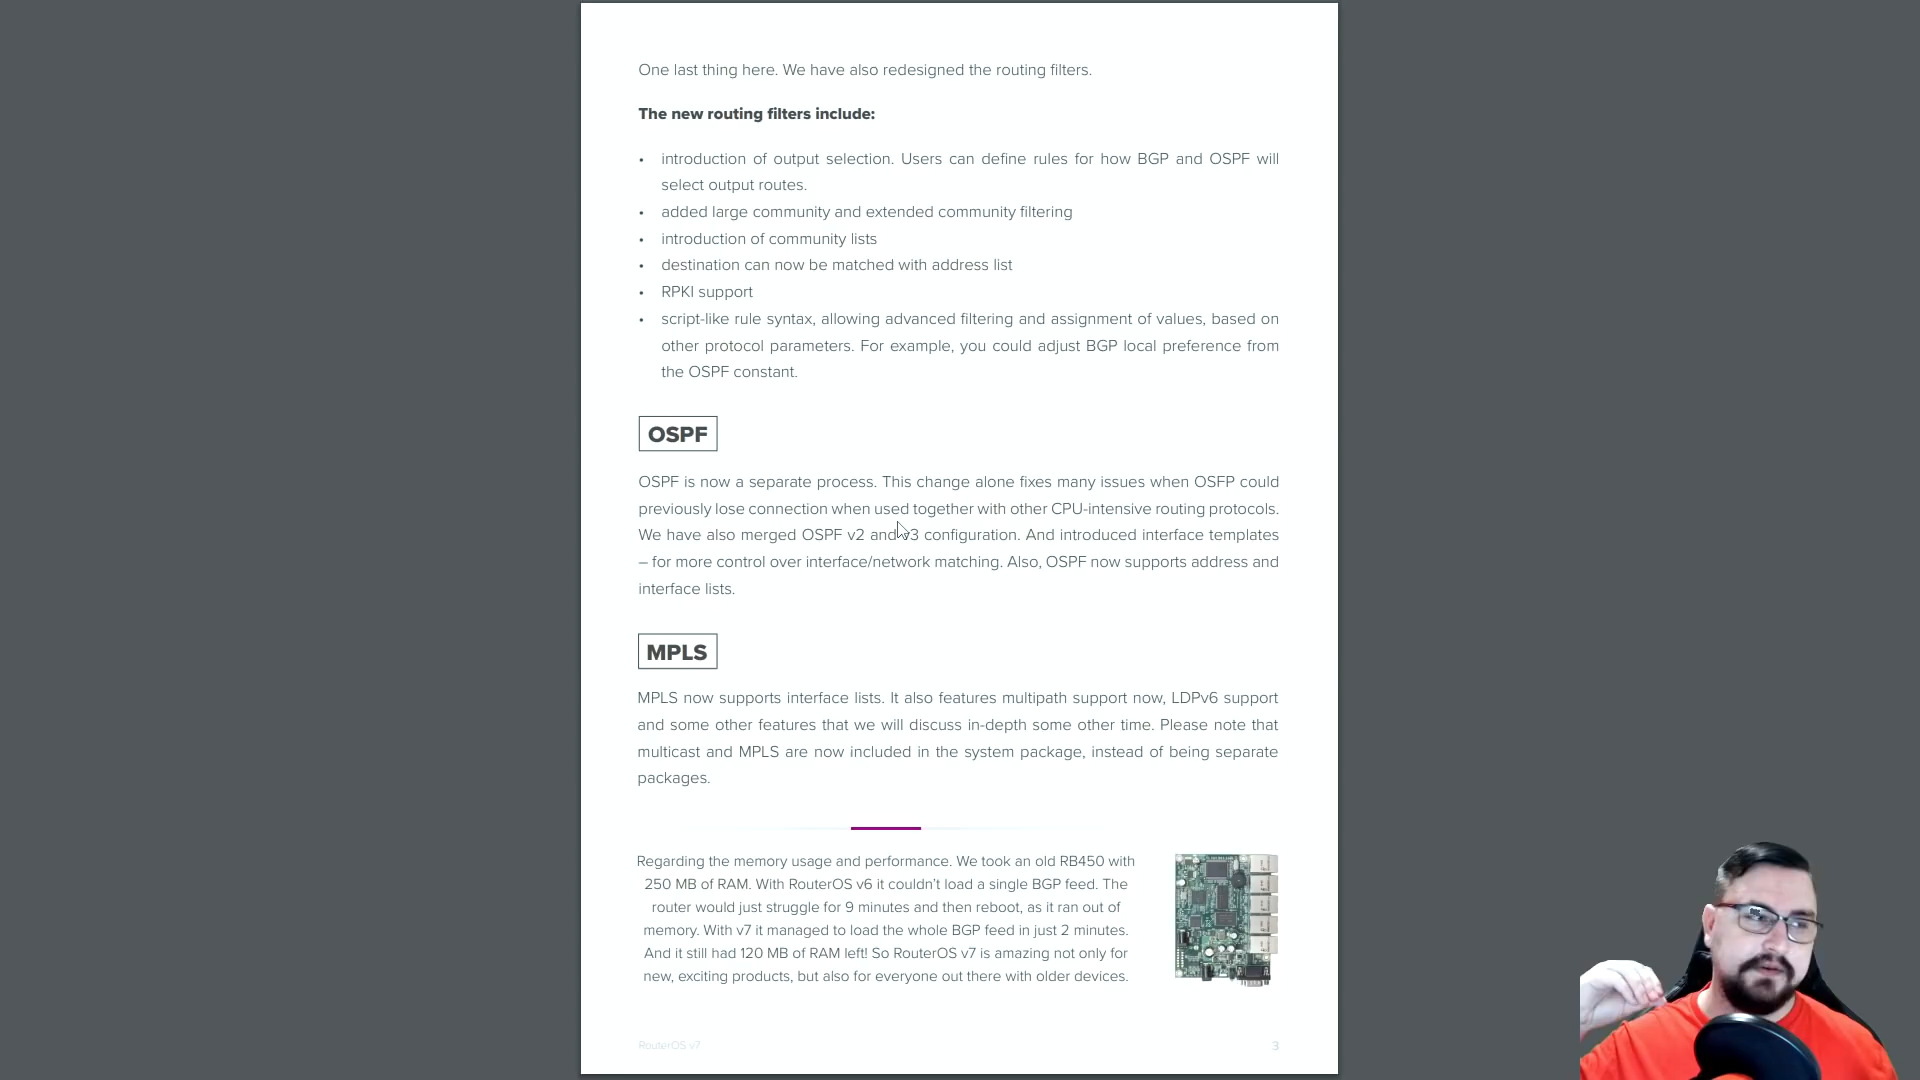 One last thing here. We have also redesigned the routing filters.
The new routing filters include:
• introduction of output selection. Users can define rules for how BGP and OSPF will
select output routes.
• added large community and extended community filtering
• introduction of community lists
• destination can now be matched with address list
• RPKI support
• script-like rule syntax, allowing advanced filtering and assignment of values, based on
other protocol parameters. For example, you could adjust BGP local preference from
the OSPF constant.
OSPF
OSPF is now a separate process. This change alone fixes many issues when OSFP could
previously lose connection when used together with other CPU-intensive routing protocols.
We have also merged OSPF v2 and v3 configuration. And introduced interface templates
– for more control over interface/network matching. Also, OSPF now supports address and
interface lists.
MPLS
MPLS now supports interface lists. It also features multipath support now, LDPv6 support
and some other features that we will discuss in-depth some other time. Please note that
multicast and MPLS are now included in the system package, instead of being separate
packages.
Regarding the memory usage and performance. We took an old RB450 with
250 MB of RAM. With RouterOS v6 it couldn't load a single BGP feed. The
router would just struggle for 9 minutes and then reboot, as it ran out of
memory. With v7 it managed to load the whole BGP feed in just 2 minutes.
And it still had 120 MB of RAM left! So RouterOS v7 is amazing not only for
new, exciting products, but also for everyone out there with older devices.
RouterOS v7
3